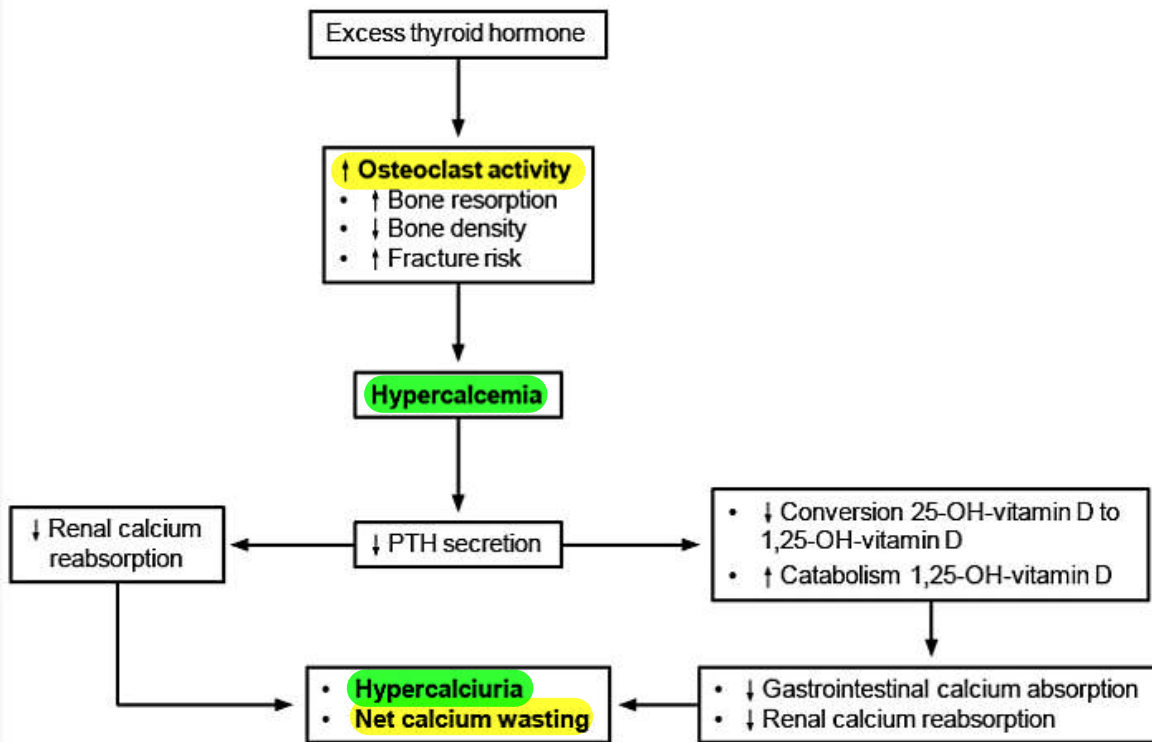 Excess thyroid hormone
↑ Osteoclast activity
• ↑ Bone resorption
• ↓ Bone density
• ↑ Fracture risk
Hypercalcemia
↓ Renal calcium
reabsorption
↓ PTH secretion
• ↓ Conversion 25-OH-vitamin D to
1,25-OH-vitamin D
• ↑ Catabolism 1,25-OH-vitamin D
• Hypercalciuria
• Net calcium wasting
• ↓ Gastrointestinal calcium absorption
• ↓ Renal calcium reabsorption